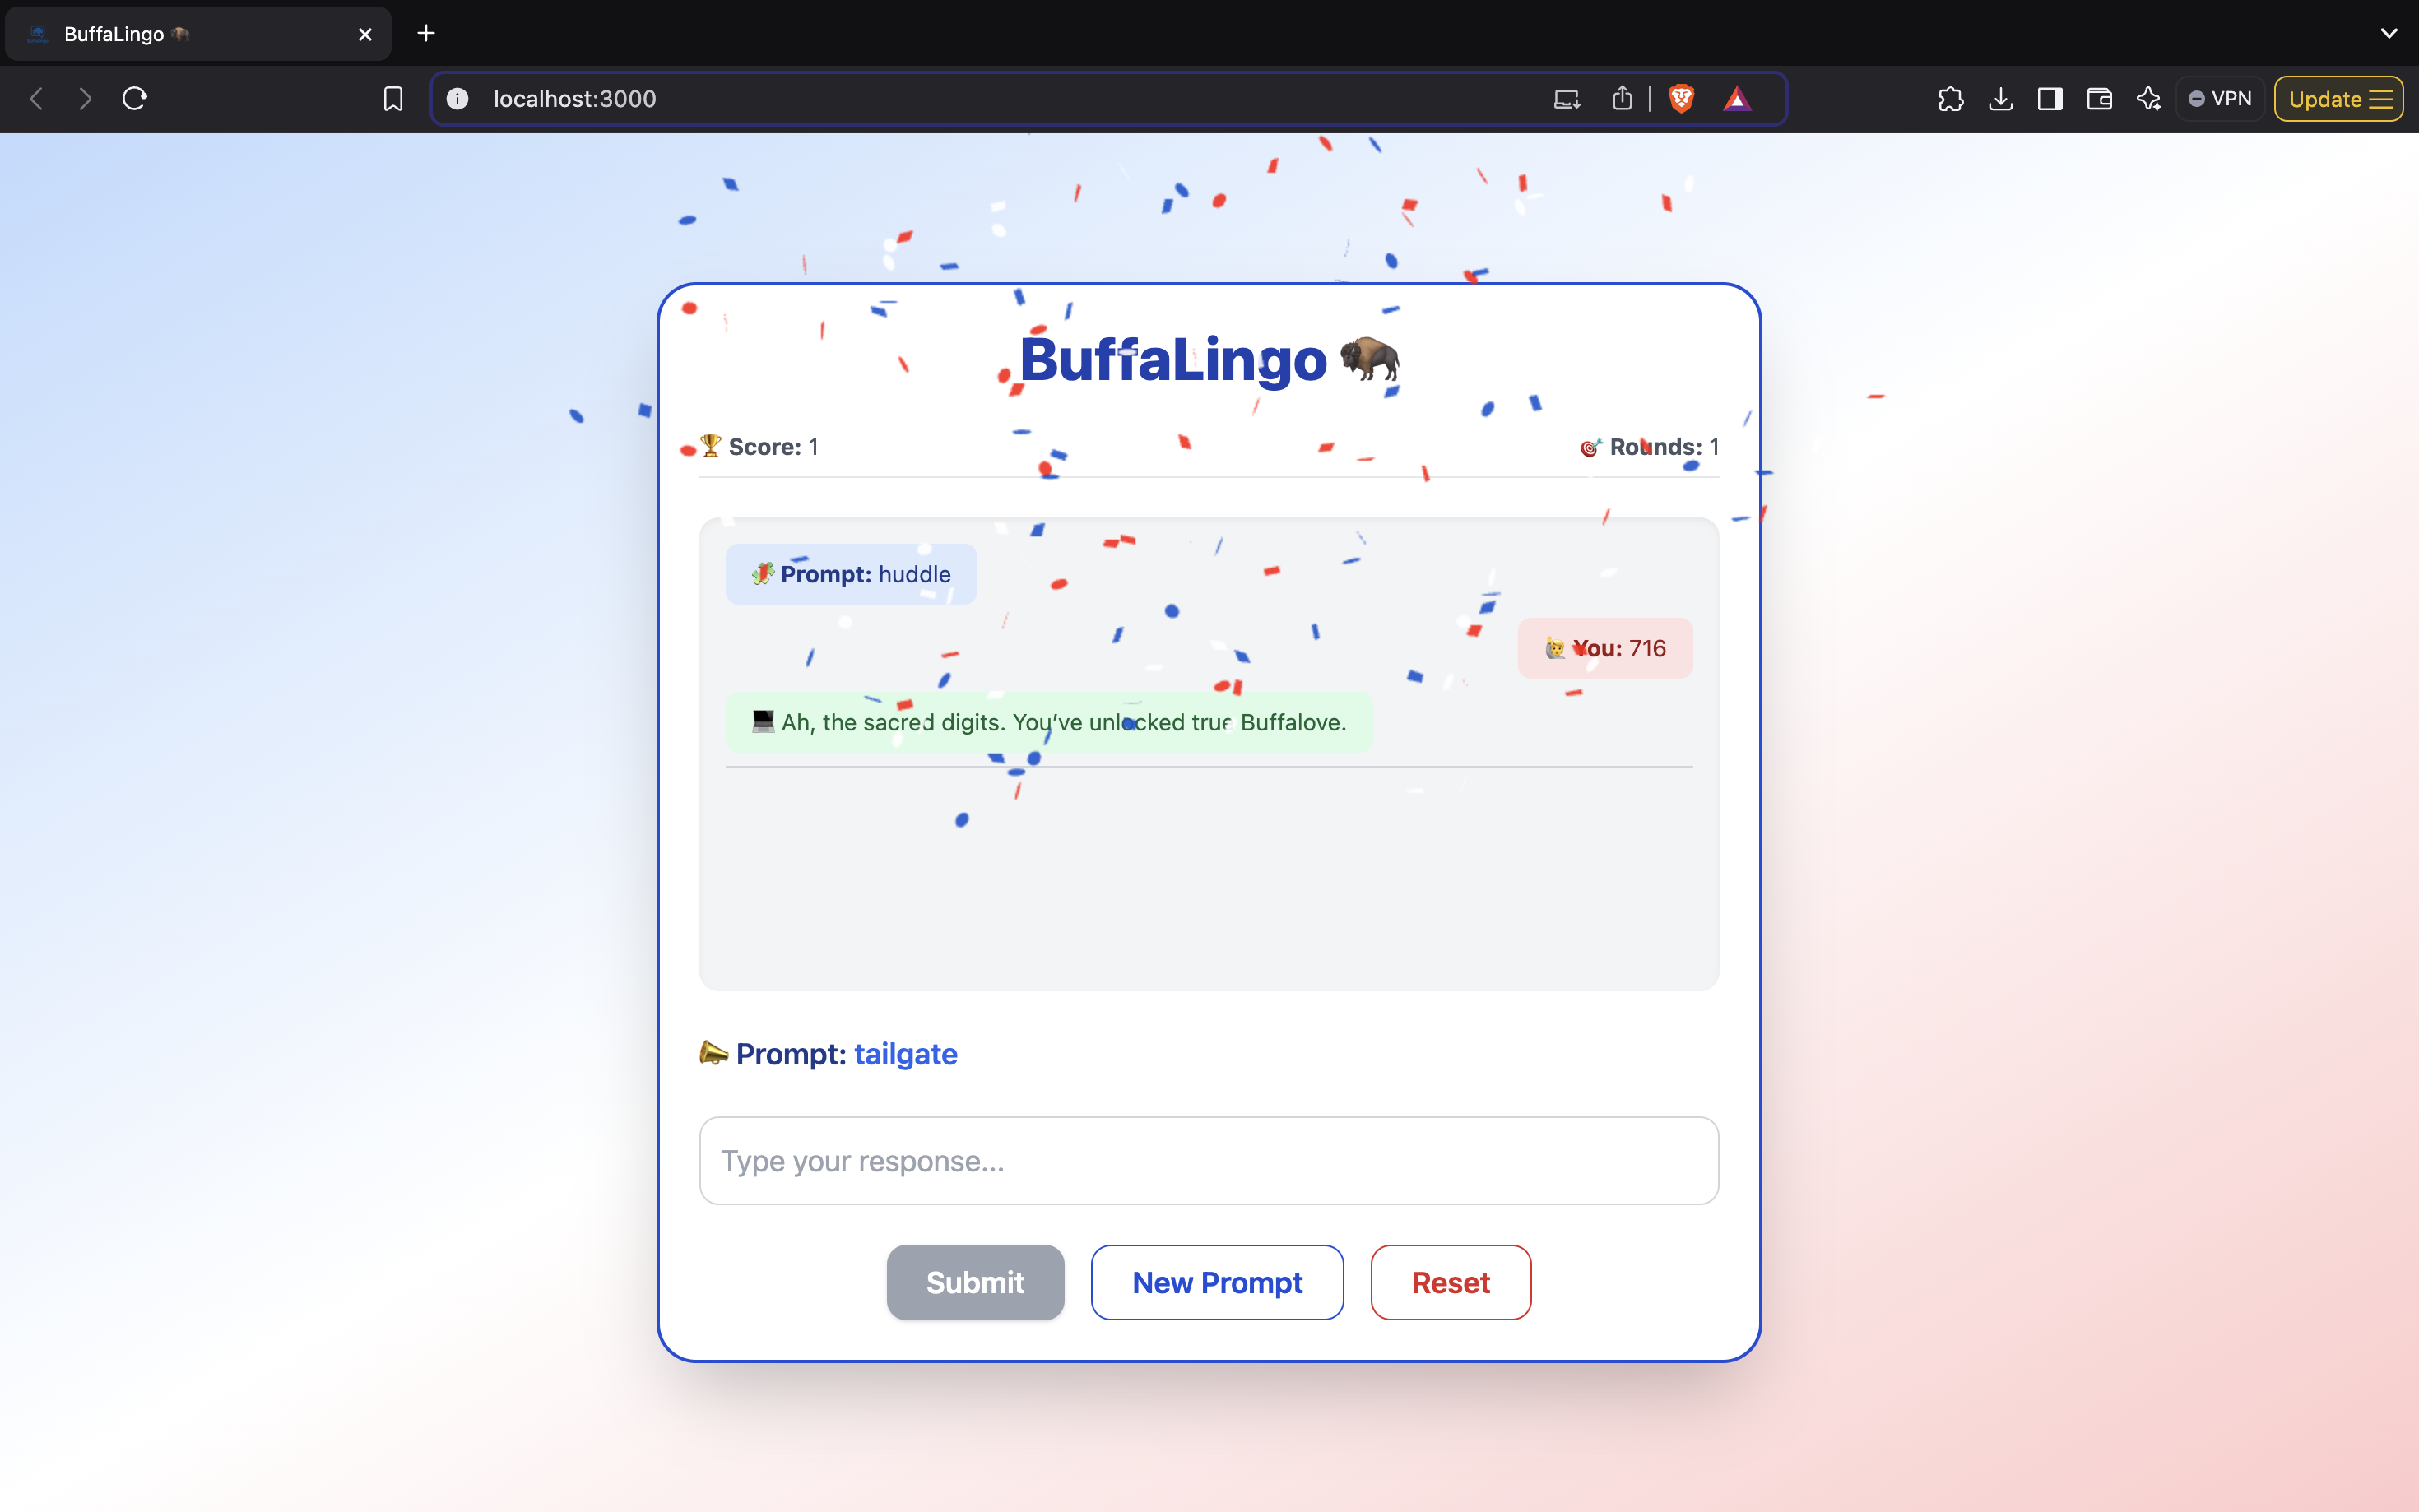 BuffaLingo 🦬
localhost:3000
VPN
Update
BuffaLingo 🦬
🏆 Score: 1
🎯 Rounds: 1
Prompt: huddle
🙋 You: 716
💻 Ah, the sacred digits. You’ve unlocked true Buffalove.
📣 Prompt: tailgate
Type your response...
Submit
New Prompt
Reset